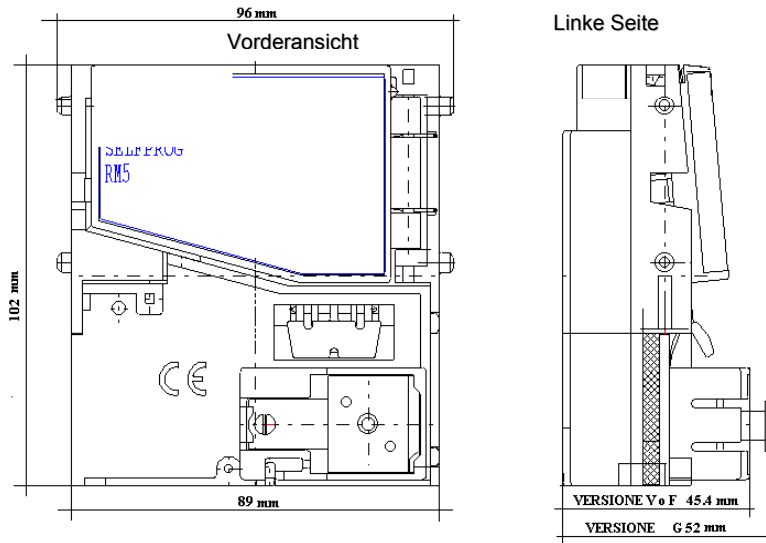 96 mm
Vorderansicht
Linke Seite
SELFPROG
RM5
102 mm
CE
89 mm
VERSIONE V o F 45.4 mm
VERSIONE G 52 mm